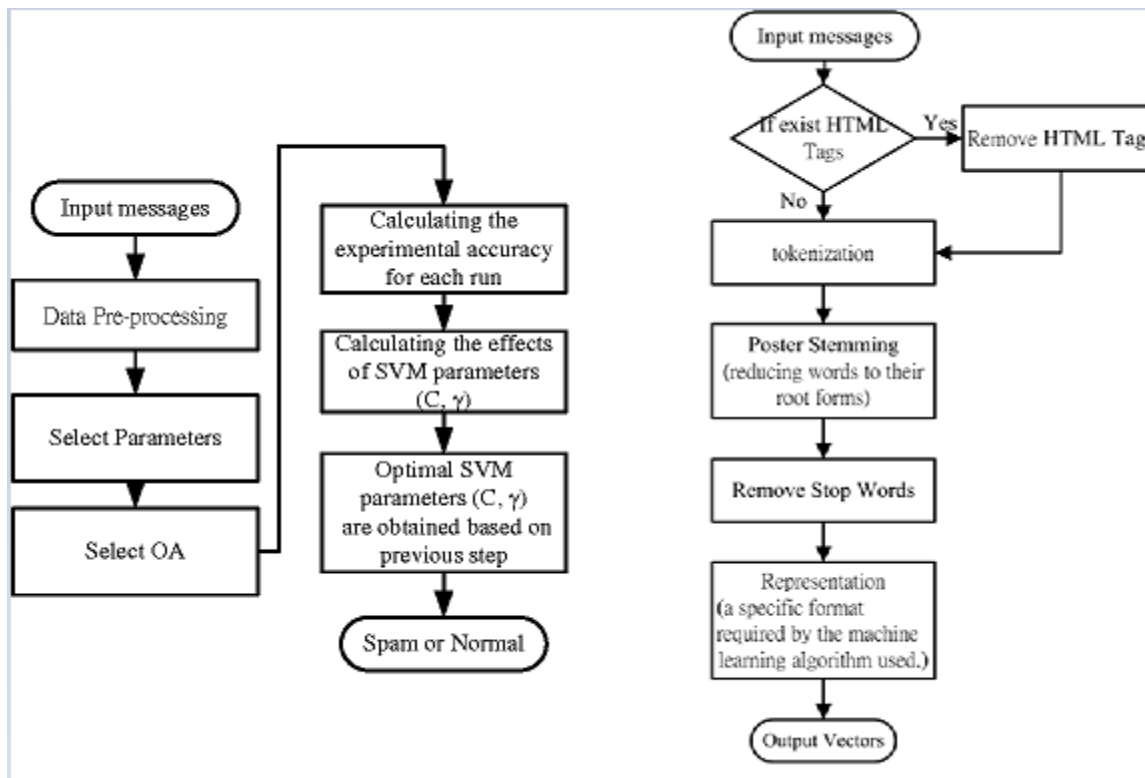 Input messages
Data Pre-processing
Select Parameters
Select OA
Calculating the
experimental accuracy
for each run
Calculating the effects
of SVM parameters
(C, γ)
Optimal SVM
parameters (C, γ)
are obtained based on
previous step
Spam or Normal
Input messages
If exist HTML
Tags
Yes
Remove HTML Tag
No
tokenization
Poster Stemming
(reducing words to their
root forms)
Remove Stop Words
Representation
(a specific format
required by the machine
learning algorithm used.)
Output Vectors